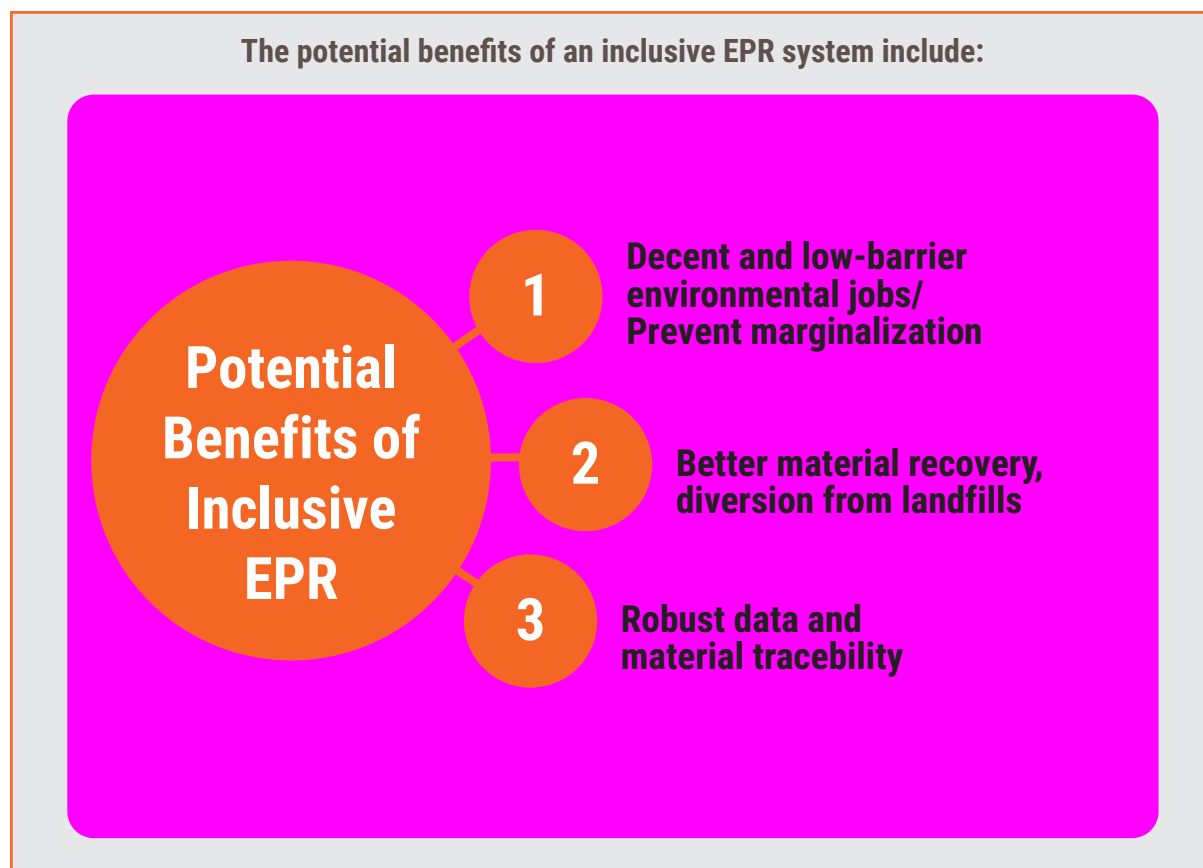 The potential benefits of an inclusive EPR system include:
Potential
Benefits of
Inclusive
EPR
1
Decent and low-barrier
environmental jobs/
Prevent marginalization
2
Better material recovery,
diversion from landfills
3
Robust data and
material tracebility